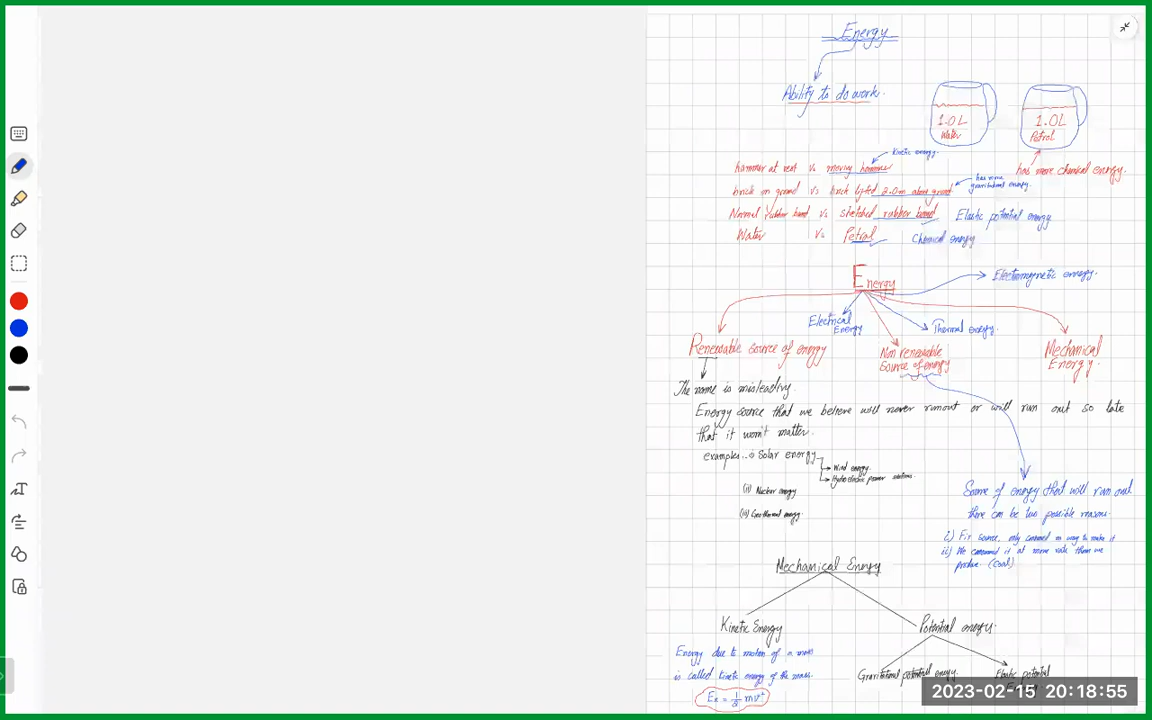 Energy
Ability to do work.
1.0L
Water
1.0L
Petrol
Kinetic energy.
hammer at rest vs moving hammer
has more chemical energy.
has more
gravitational energy.
brick on ground vs brick lifted 2.0m above ground
Normal rubber band vs stretched rubber band Elastic potential energy
Water vs Petrol Chemical energy
Energy
Electromagnetic energy.
Electrical
Energy
Thermal energy.
Renewable source of energy
Non renewable
Source of energy
Mechanical
Energy.
The name is misleading.
Energy source that we believe will never runout or will run out so late
that it won't matter.
examples. Solar energy
Wind energy.
Hydroelectric power stations.
(ii) Nuclear energy
(iii) Geothermal energy.
Source of energy that will run out
there can be two possible reasons.
i) source, only consumed no way to make it
ii) We consumed it at more rate than we
produce. (Coal)
Mechanical Energy
Kinetic Energy
Potential energy.
Energy due to motion of a mass
is called kinetic energy of the mass.
Ek = 1/2 mv²
Gravitational potential energy.
Elastic potential
2023-02-15 20:18:55